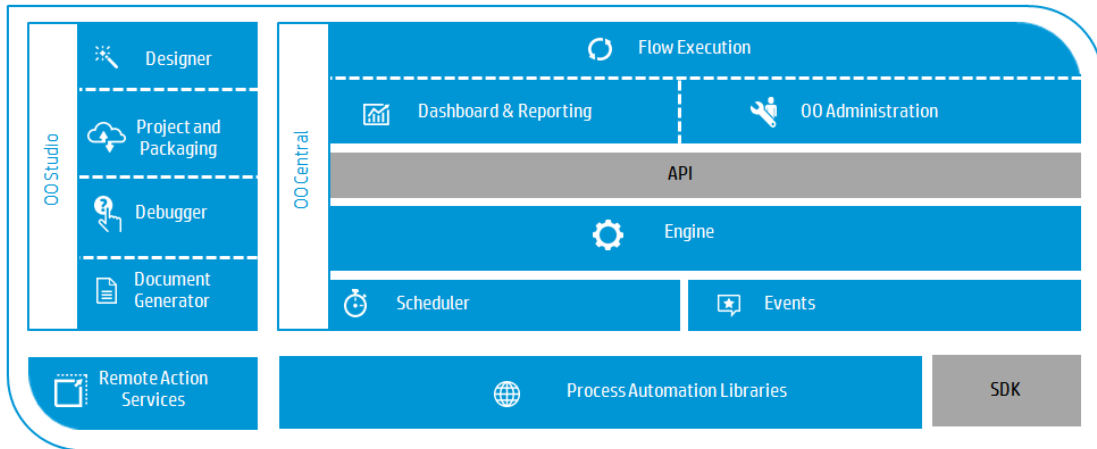 OO Studio
Designer
Project and
Packaging
Debugger
Document
Generator
OO Central
Flow Execution
Dashboard & Reporting
OO Administration
API
Engine
Scheduler
Events
Remote Action
Services
Process Automation Libraries
SDK